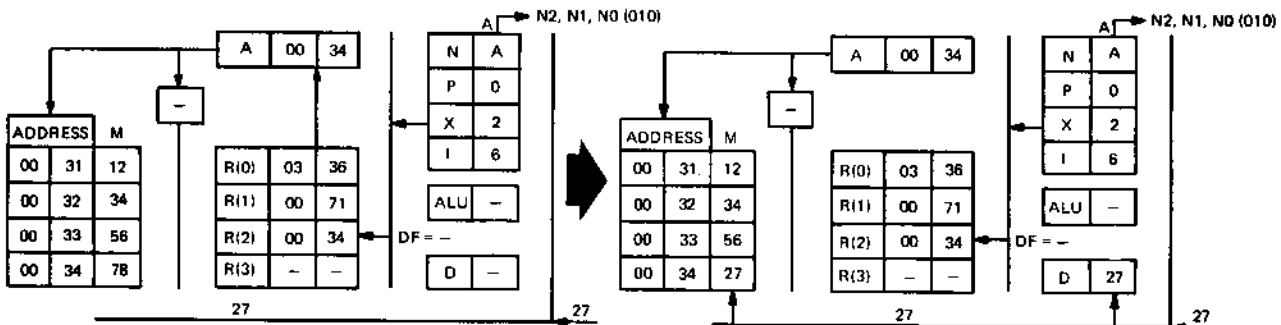 A N2, N1, N0 (010)
A 00 34
N A
P 0
X 2
I 6
–
ADDRESS M
00 31 12
00 32 34
00 33 56
00 34 78
R(0) 03 36
R(1) 00 71
R(2) 00 34
R(3) – –
ALU –
DF = –
D –
27 27
A N2, N1, N0 (010)
A 00 34
N A
P 0
X 2
I 6
–
ADDRESS M
00 31 12
00 32 34
00 33 56
00 34 27
R(0) 03 36
R(1) 00 71
R(2) 00 34
R(3) – –
ALU –
DF = –
D 27
27 27